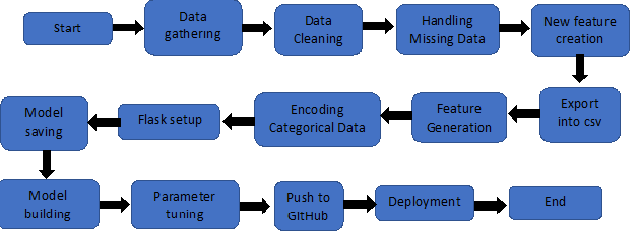 Start
Data
gathering
Data
Cleaning
Handling
Missing Data
New feature
creation
Export
into csv
Feature
Generation
Encoding
Categorical Data
Flask setup
Model
saving
Model
building
Parameter
tuning
Push to
GitHub
Deployment
End